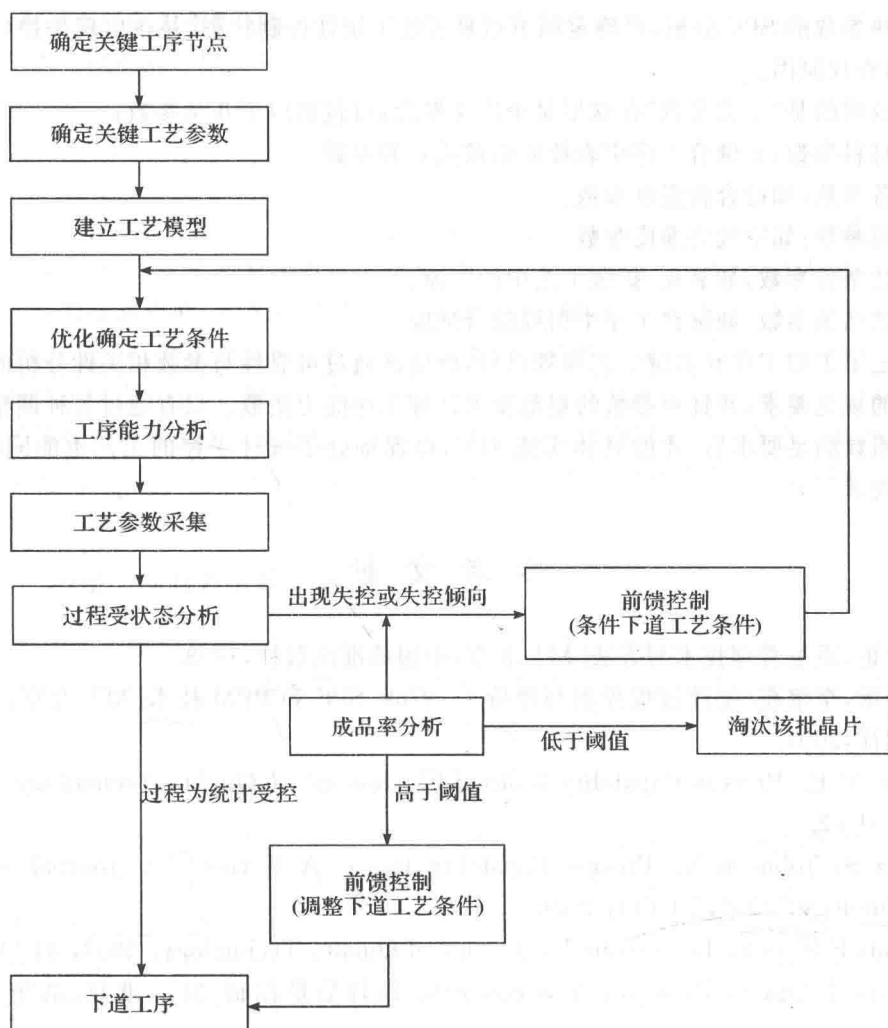 确定关键工序节点
确定关键工艺参数
建立工艺模型
优化确定工艺条件
工序能力分析
工艺参数采集
过程受状态分析
出现失控或失控倾向
前馈控制
(条件下道工艺条件)
成品率分析
低于阈值
淘汰该批晶片
过程为统计受控
高于阈值
前馈控制
(调整下道工艺条件)
下道工序